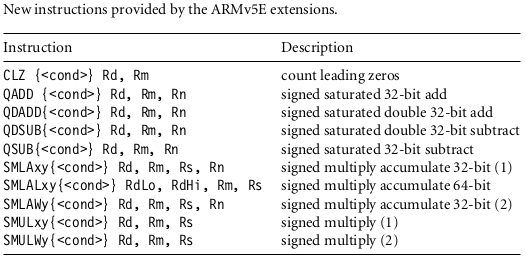 New instructions provided by the ARMv5E extensions.
Instruction Description
CLZ {<cond>} Rd, Rm count leading zeros
QADD {<cond>} Rd, Rm, Rn signed saturated 32-bit add
QDADD{<cond>} Rd, Rm, Rn signed saturated double 32-bit add
QDSUB{<cond>} Rd, Rm, Rn signed saturated double 32-bit subtract
QSUB{<cond>} Rd, Rm, Rn signed saturated 32-bit subtract
SMLAxy{<cond>} Rd, Rm, Rs, Rn signed multiply accumulate 32-bit (1)
SMLALxy{<cond>} RdLo, RdHi, Rm, Rs signed multiply accumulate 64-bit
SMLAWy{<cond>} Rd, Rm, Rs, Rn signed multiply accumulate 32-bit (2)
SMULxy{<cond>} Rd, Rm, Rs signed multiply (1)
SMULWy{<cond>} Rd, Rm, Rs signed multiply (2)